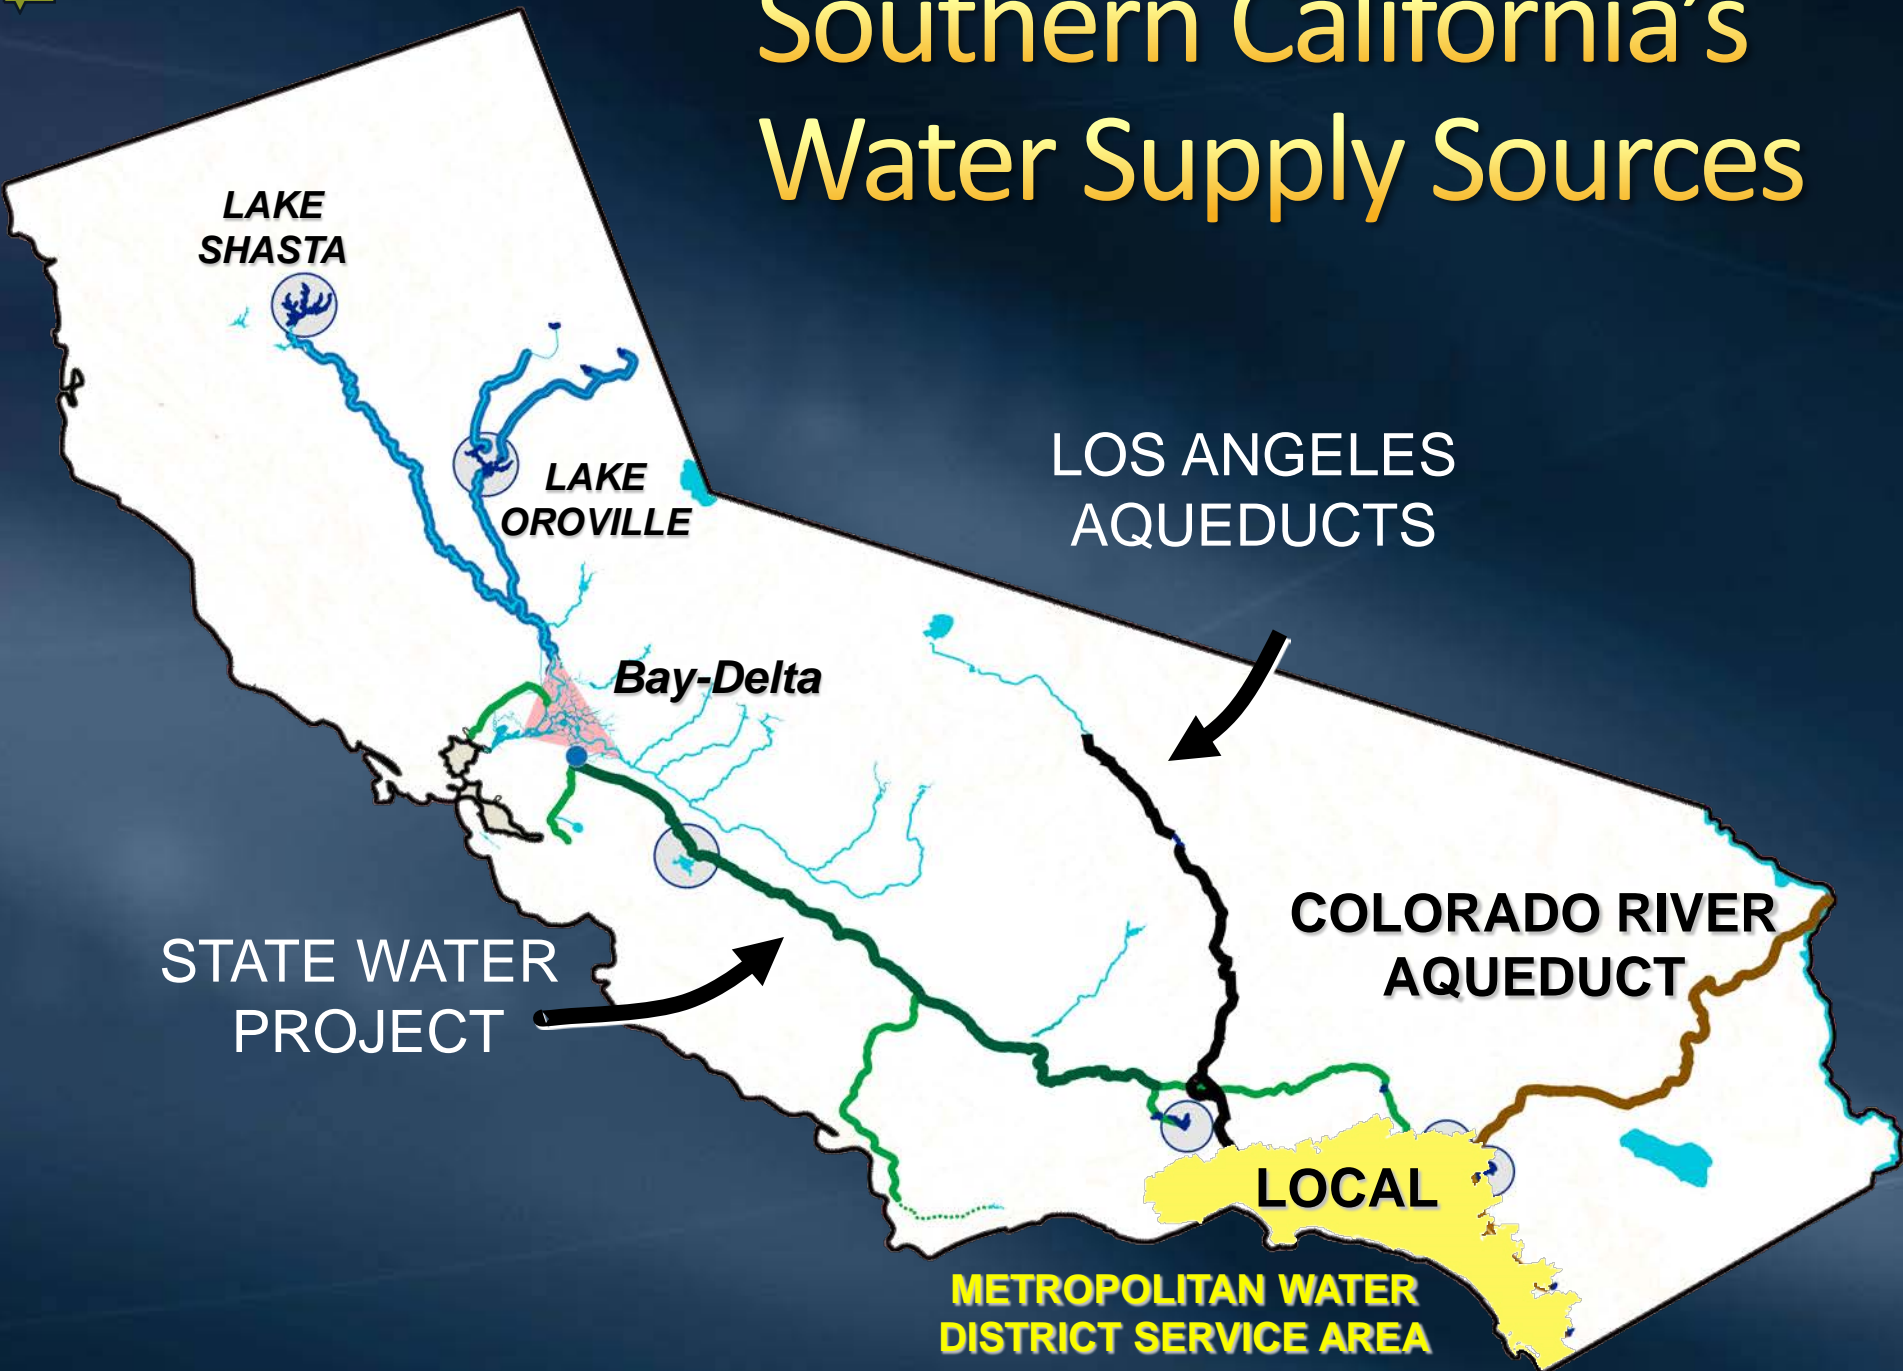 Southern California's
Water Supply Sources
LAKE
SHASTA
LAKE
OROVILLE
LOS ANGELES
AQUEDUCTS
Bay-Delta
COLORADO RIVER
AQUEDUCT
STATE WATER
PROJECT
LOCAL
METROPOLITAN WATER
DISTRICT SERVICE AREA